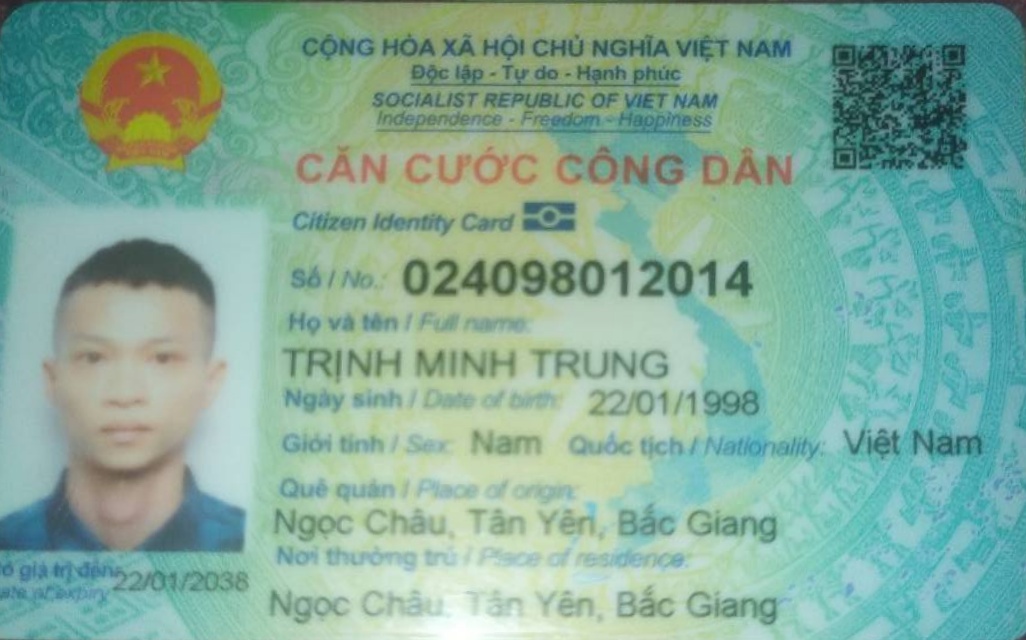 CỘNG HÒA XÃ HỘI CHỦ NGHĨA VIỆT NAM
Độc lập - Tự do - Hạnh phúc
SOCIALIST REPUBLIC OF VIET NAM
Independence - Freedom - Happiness
CĂN CƯỚC CÔNG DÂN
Citizen Identity Card
Số / No.: 024098012014
Họ và tên / Full name:
TRỊNH MINH TRUNG
Ngày sinh / Date of birth: 22/01/1998
Giới tính / Sex: Nam Quốc tịch / Nationality: Việt Nam
Quê quán / Place of origin:
Ngọc Châu, Tân Yên, Bắc Giang
Nơi thường trú / Place of residence:
Ngọc Châu, Tân Yên, Bắc Giang
ó giá trị đến: 22/01/2038
ate of expiry